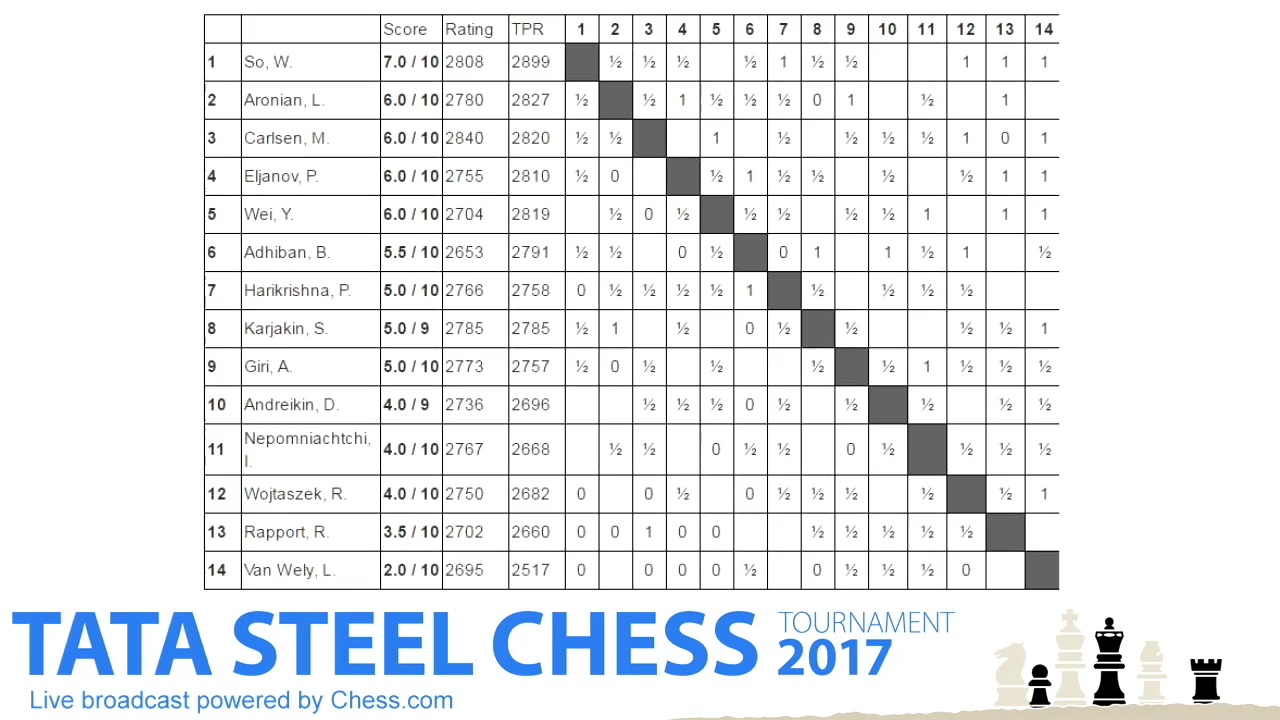 Score Rating TPR 1 2 3 4 5 6 7 8 9 10 11 12 13 14
1 So, W. 7.0 / 10 2808 2899 ½ ½ ½ ½ 1 ½ ½ 1 1 1
2 Aronian, L. 6.0 / 10 2780 2827 ½ ½ 1 ½ ½ ½ 0 1 ½ 1
3 Carlsen, M. 6.0 / 10 2840 2820 ½ ½ 1 ½ ½ ½ ½ 1 0 1
4 Eljanov, P. 6.0 / 10 2755 2810 ½ 0 ½ 1 ½ ½ ½ ½ 1 1
5 Wei, Y. 6.0 / 10 2704 2819 ½ 0 ½ ½ ½ ½ ½ 1 1 1
6 Adhiban, B. 5.5 / 10 2653 2791 ½ ½ 0 ½ 0 1 1 ½ 1 ½
7 Harikrishna, P. 5.0 / 10 2766 2758 0 ½ ½ ½ ½ 1 ½ ½ ½ ½
8 Karjakin, S. 5.0 / 9 2785 2785 ½ 1 ½ 0 ½ ½ ½ ½ 1
9 Giri, A. 5.0 / 10 2773 2757 ½ 0 ½ ½ ½ ½ 1 ½ ½ ½
10 Andreikin, D. 4.0 / 9 2736 2696 ½ ½ ½ 0 ½ ½ ½ ½ ½
11 Nepomniachtchi, I. 4.0 / 10 2767 2668 ½ ½ 0 ½ ½ 0 ½ ½ ½ ½
12 Wojtaszek, R. 4.0 / 10 2750 2682 0 0 ½ 0 ½ ½ ½ ½ ½ 1
13 Rapport, R. 3.5 / 10 2702 2660 0 0 1 0 0 ½ ½ ½ ½ ½
14 Van Wely, L. 2.0 / 10 2695 2517 0 0 0 0 ½ 0 ½ ½ ½ 0
TATA STEEL CHESS TOURNAMENT 2017
Live broadcast powered by Chess.com